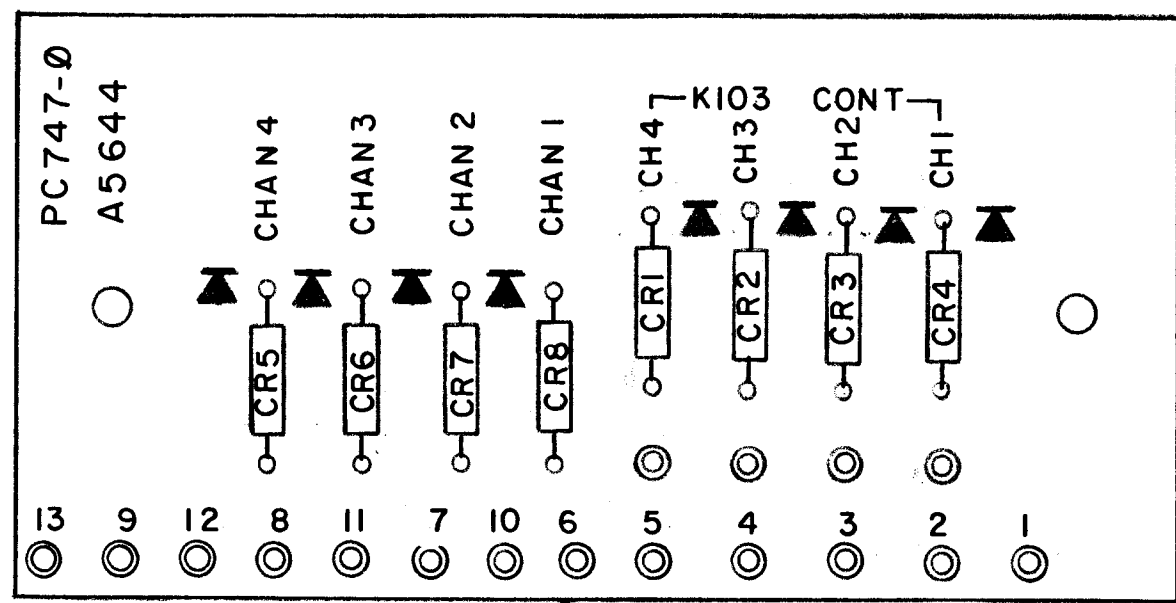 PC747-Ø
A5644
CHAN 4
CHAN 3
CHAN 2
CHAN 1
K103 CONT
CH4
CH3
CH2
CH1
CR1
CR2
CR3
CR4
CR5
CR6
CR7
CR8
13 9 12 8 11 7 10 6 5 4 3 2 1